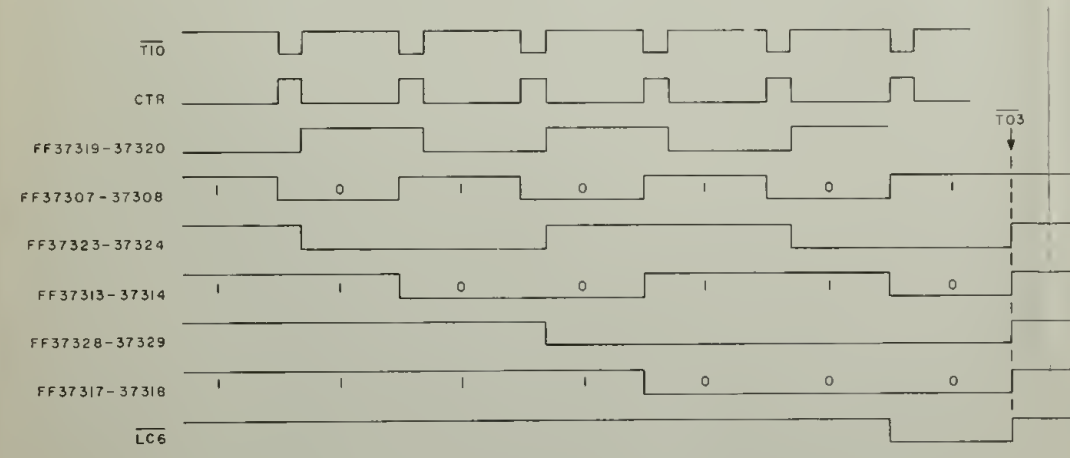 T10
CTR
T03
FF37319-37320
FF37307-37308
1 0 1 0 1 0 1
FF37323-37324
FF37313-37314
1 1 0 0 1 1 0
FF37328-37329
FF37317-37318
1 1 1 1 0 0 0
LC6